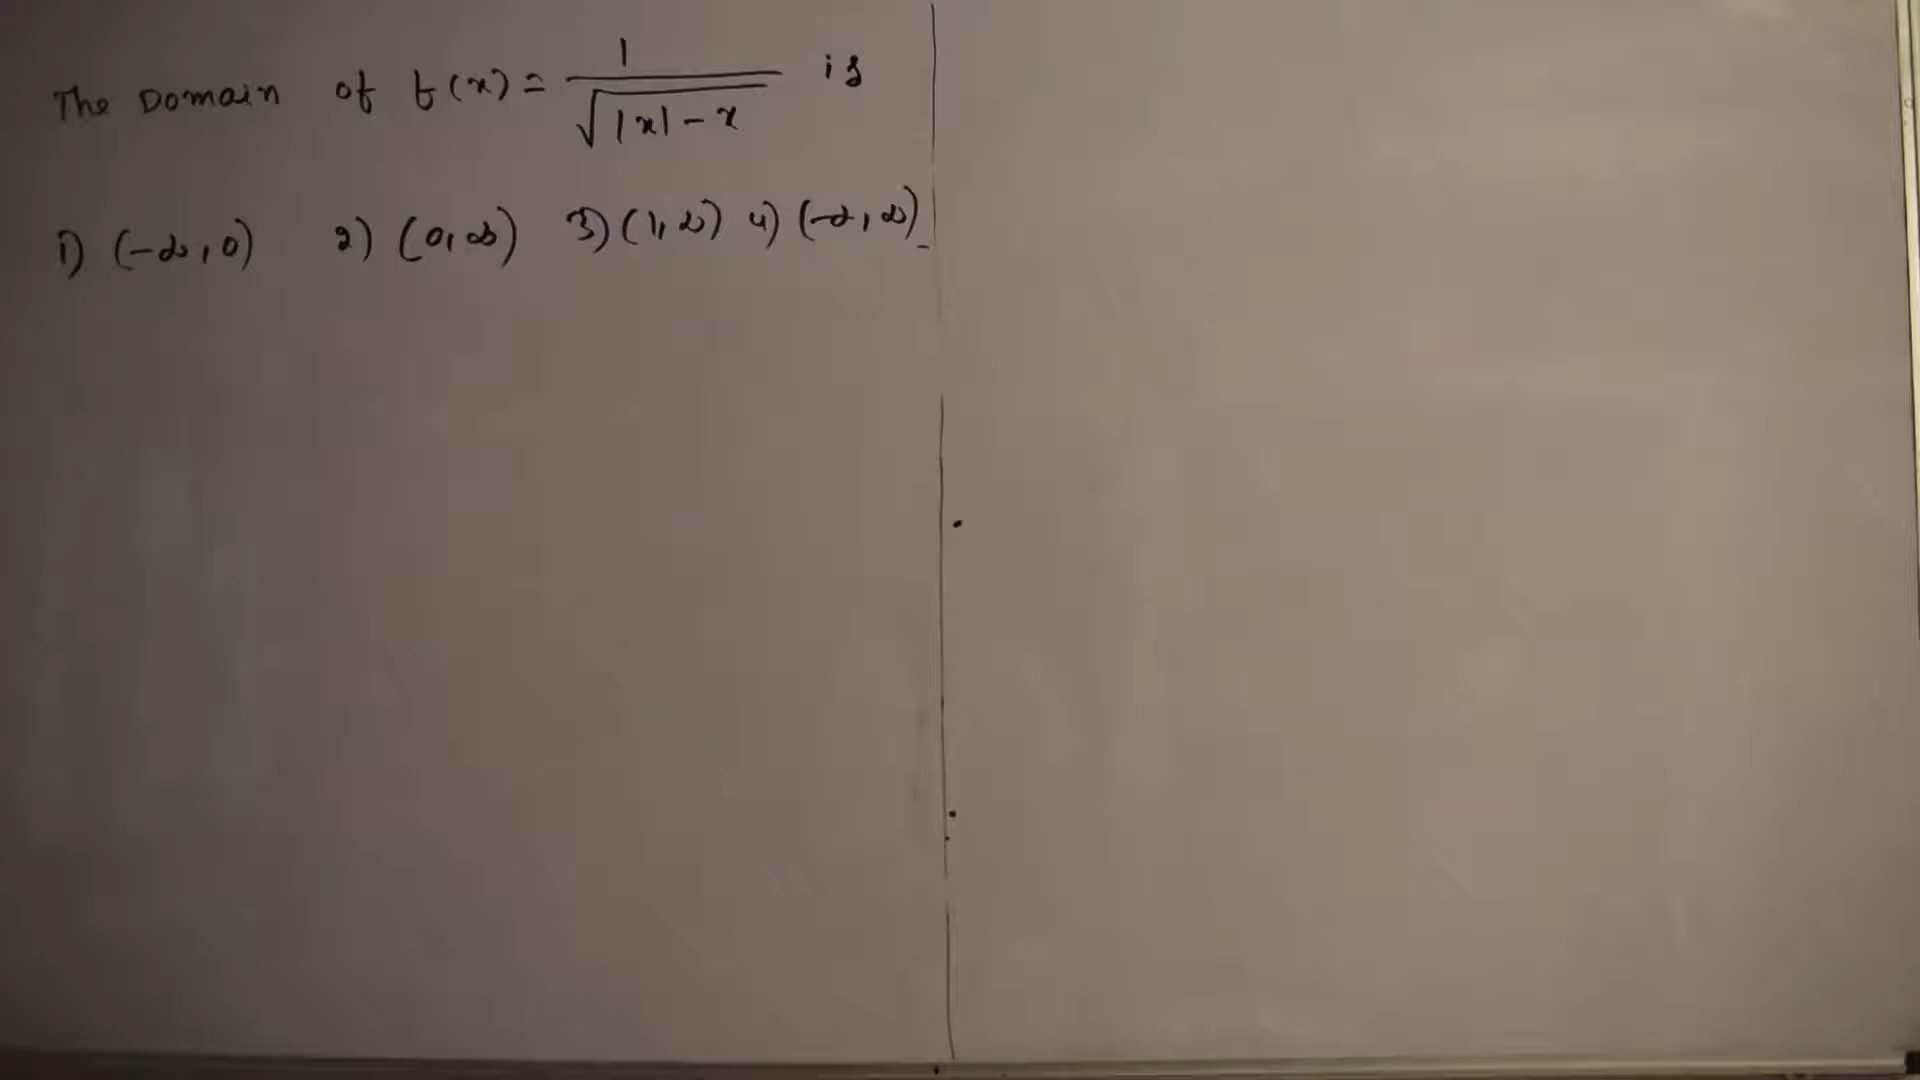 The Domain of f(x) = 1/√(|x| - x) is
1) (-∞, 0) 2) (0, ∞) 3) (1, ∞) 4) (-∞, ∞)